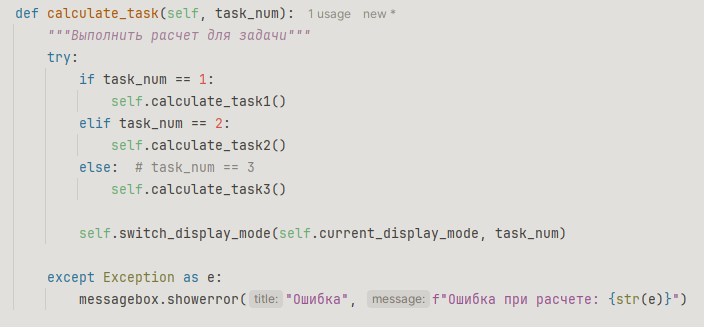 def calculate_task(self, task_num): 1 usage new *
    """Выполнить расчет для задачи"""
    try:
        if task_num == 1:
            self.calculate_task1()
        elif task_num == 2:
            self.calculate_task2()
        else:  # task_num == 3
            self.calculate_task3()

        self.switch_display_mode(self.current_display_mode, task_num)

    except Exception as e:
        messagebox.showerror( title: "Ошибка", message: f"Ошибка при расчете: {str(e)}")